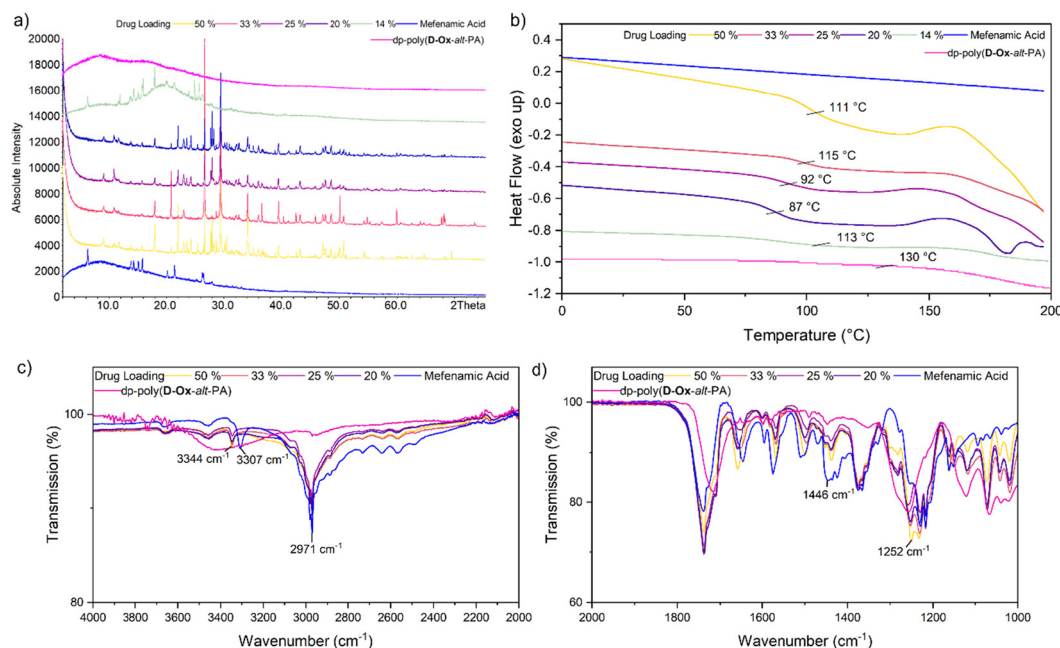 a)
Drug Loading 50 % 33 % 25 % 20 % 14 % Mefenamic Acid
dp-poly(D-Ox-alt-PA)
Absolute Intensity
20000
18000
16000
14000
12000
10000
8000
6000
4000
2000
0
10.0 20.0 30.0 40.0 50.0 60.0 2Theta
b)
Drug Loading 50 % 33 % 25 % 20 % 14 % Mefenamic Acid
dp-poly(D-Ox-alt-PA)
Heat Flow (exo up)
0.4
0.2
0.0
-0.2
-0.4
-0.6
-0.8
-1.0
-1.2
111 °C
115 °C
92 °C
87 °C
113 °C
130 °C
0 50 100 150 200
Temperature (°C)
c)
Drug Loading 50 % 33 % 25 % 20 % Mefenamic Acid
dp-poly(D-Ox-alt-PA)
Transmission (%)
100
80
3344 cm-1
3307 cm-1
2971 cm-1
4000 3800 3600 3400 3200 3000 2800 2600 2400 2200 2000
Wavenumber (cm-1)
d)
Drug Loading 50 % 33 % 25 % 20 % Mefenamic Acid
dp-poly(D-Ox-alt-PA)
Transmission (%)
100
80
60
1446 cm-1
1252 cm-1
2000 1800 1600 1400 1200 1000
Wavenumber (cm-1)